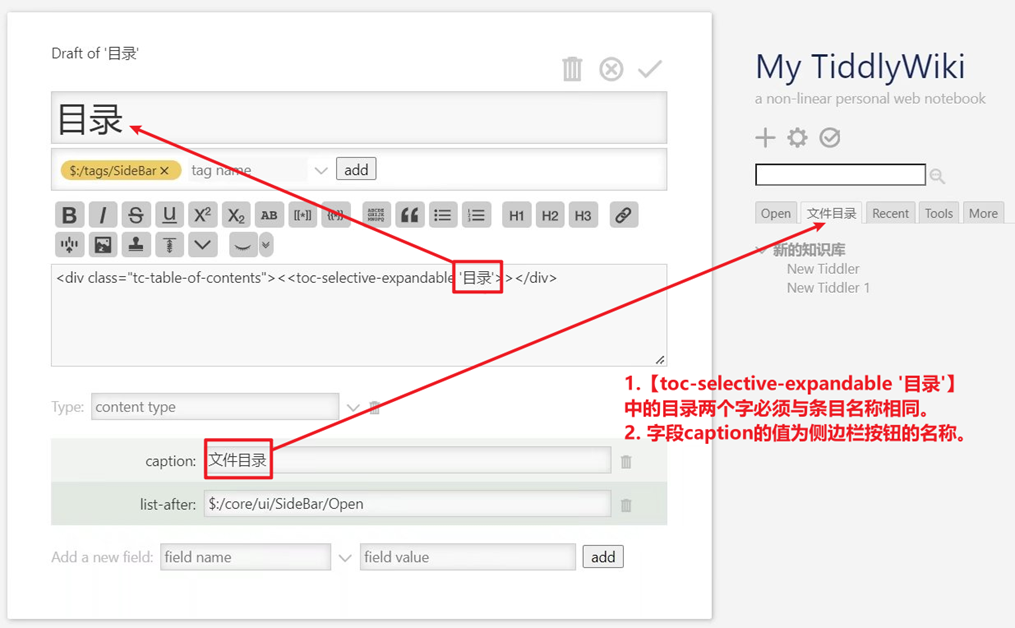 Draft of '目录'
目录
$:/tags/SideBar ×
tag name
add
B I S U X² X₂ AB [[*]] {{*}} H1 H2 H3
<div class="tc-table-of-contents"><<toc-selective-expandable '目录'>></div>
Type: content type
caption: 文件目录
list-after: $:/core/ui/SideBar/Open
Add a new field: field name field value add
My TiddlyWiki
a non-linear personal web notebook
Open 文件目录 Recent Tools More
新的知识库
New Tiddler
New Tiddler 1
1.【toc-selective-expandable '目录'】
中的目录两个字必须与条目名称相同。
2. 字段caption的值为侧边栏按钮的名称。